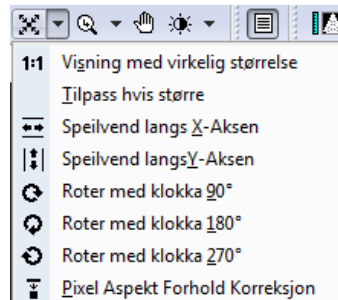 1:1 Visning med virkelig størrelse
Tilpass hvis større
Speilvend langs X-Aksen
Speilvend langsY-Aksen
Roter med klokka 90°
Roter med klokka 180°
Roter med klokka 270°
Pixel Aspekt Forhold Korreksjon